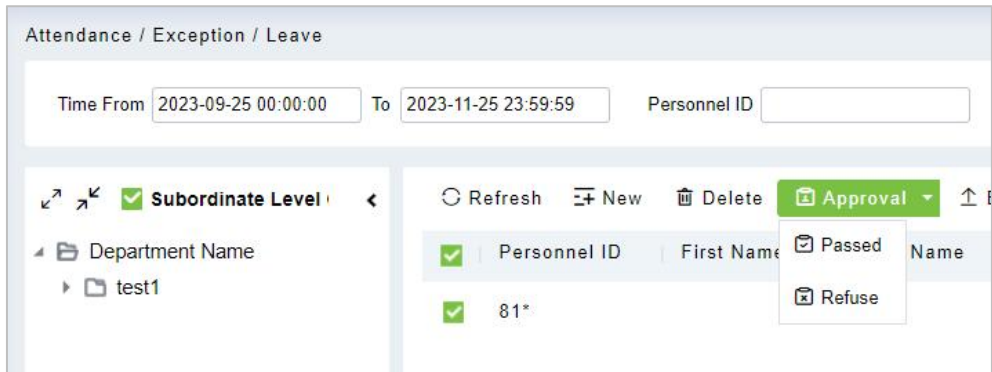 Attendance / Exception / Leave
Time From 2023-09-25 00:00:00 To 2023-11-25 23:59:59 Personnel ID
Subordinate Level
Refresh New Delete Approval
Department Name
test1
Personnel ID First Name Name
81*
Passed
Refuse